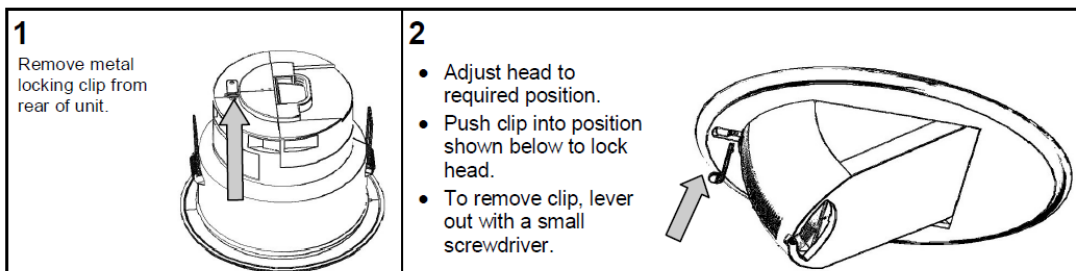 1
Remove metal
locking clip from
rear of unit.
2
• Adjust head to
required position.
• Push clip into position
shown below to lock
head.
• To remove clip, lever
out with a small
screwdriver.